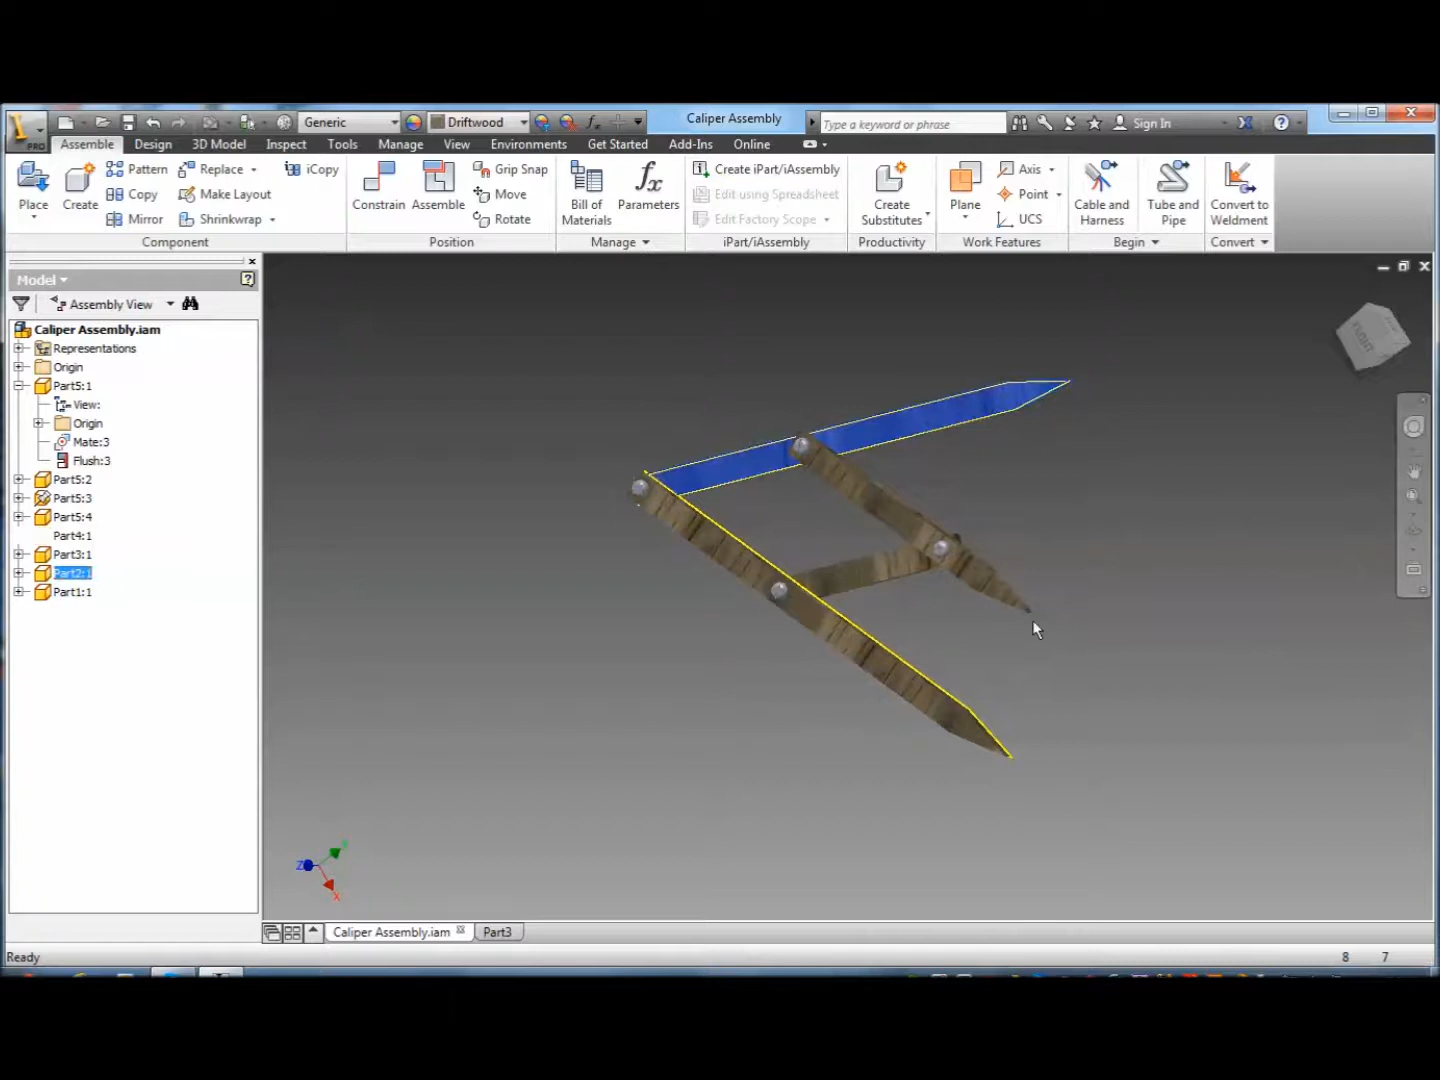 Generic
Driftwood
Caliper Assembly
Type a keyword or phrase
Sign In
PRO
Assemble Design 3D Model Inspect Tools Manage View Environments Get Started Add-Ins Online
Place
Create
Pattern
Copy
Mirror
Replace
Make Layout
Shrinkwrap
iCopy
Component
Constrain
Assemble
Grip Snap
Move
Rotate
Position
Bill of
Materials
Parameters
Manage
Create iPart/iAssembly
Edit using Spreadsheet
Edit Factory Scope
iPart/iAssembly
Create
Substitutes
Productivity
Plane
Axis
Point
UCS
Work Features
Cable and
Harness
Tube and
Pipe
Begin
Convert to
Weldment
Convert
Model
Assembly View
Caliper Assembly.iam
Representations
Origin
Part5:1
View:
Origin
Mate:3
Flush:3
Part5:2
Part5:3
Part5:4
Part4:1
Part3:1
Part2:1
Part1:1
Z
X
Caliper Assembly.iam
Part3
Ready
8 7